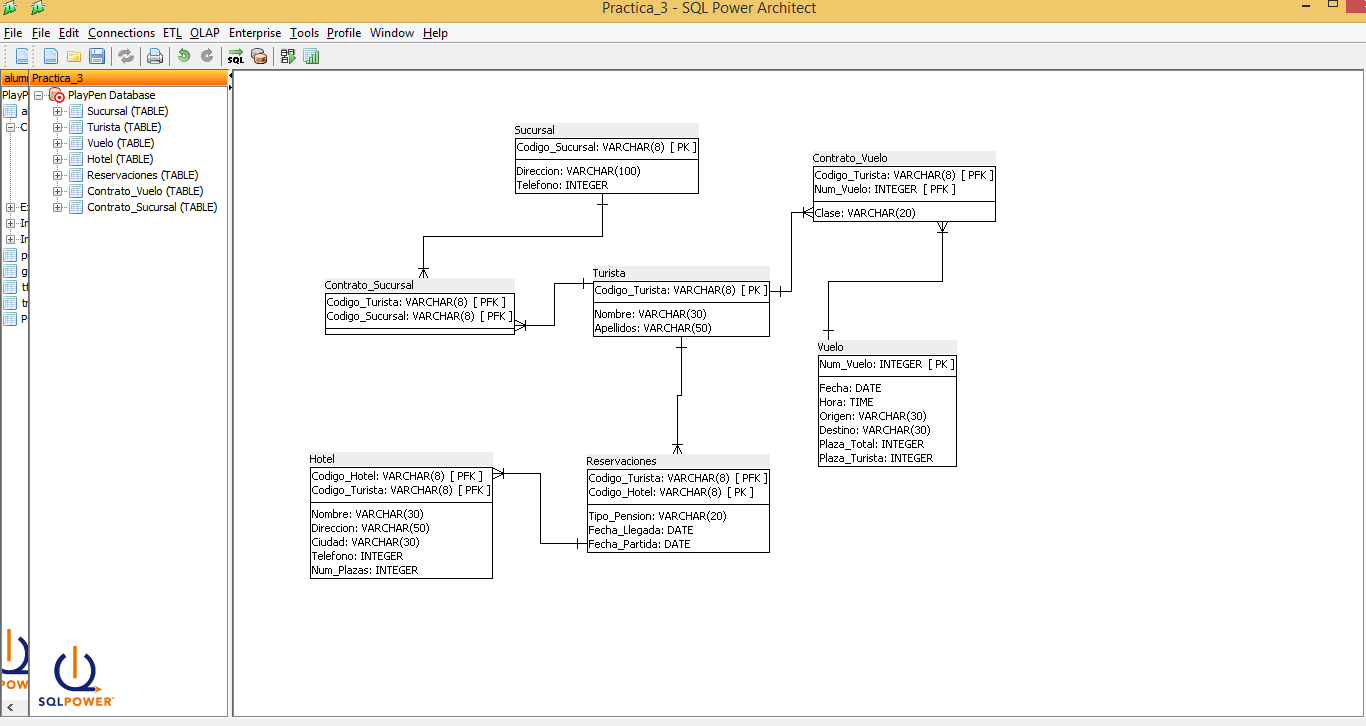 Practica_3 - SQL Power Architect
File File Edit Connections ETL OLAP Enterprise Tools Profile Window Help
SQL
alum Practica_3
PlayP
PlayPen Database
Sucursal (TABLE)
Turista (TABLE)
Vuelo (TABLE)
Hotel (TABLE)
Reservaciones (TABLE)
Contrato_Vuelo (TABLE)
Contrato_Sucursal (TABLE)
Sucursal
Codigo_Sucursal: VARCHAR(8) [ PK ]
Direccion: VARCHAR(100)
Telefono: INTEGER
Contrato_Vuelo
Codigo_Turista: VARCHAR(8) [ PFK ]
Num_Vuelo: INTEGER [ PFK ]
Clase: VARCHAR(20)
Contrato_Sucursal
Codigo_Turista: VARCHAR(8) [ PFK ]
Codigo_Sucursal: VARCHAR(8) [ PFK ]
Turista
Codigo_Turista: VARCHAR(8) [ PK ]
Nombre: VARCHAR(30)
Apellidos: VARCHAR(50)
Vuelo
Num_Vuelo: INTEGER [ PK ]
Fecha: DATE
Hora: TIME
Origen: VARCHAR(30)
Destino: VARCHAR(30)
Plaza_Total: INTEGER
Plaza_Turista: INTEGER
Hotel
Codigo_Hotel: VARCHAR(8) [ PFK ]
Codigo_Turista: VARCHAR(8) [ PFK ]
Nombre: VARCHAR(30)
Direccion: VARCHAR(50)
Ciudad: VARCHAR(30)
Telefono: INTEGER
Num_Plazas: INTEGER
Reservaciones
Codigo_Turista: VARCHAR(8) [ PFK ]
Codigo_Hotel: VARCHAR(8) [ PK ]
Tipo_Pension: VARCHAR(20)
Fecha_Llegada: DATE
Fecha_Partida: DATE
SQLPOWER